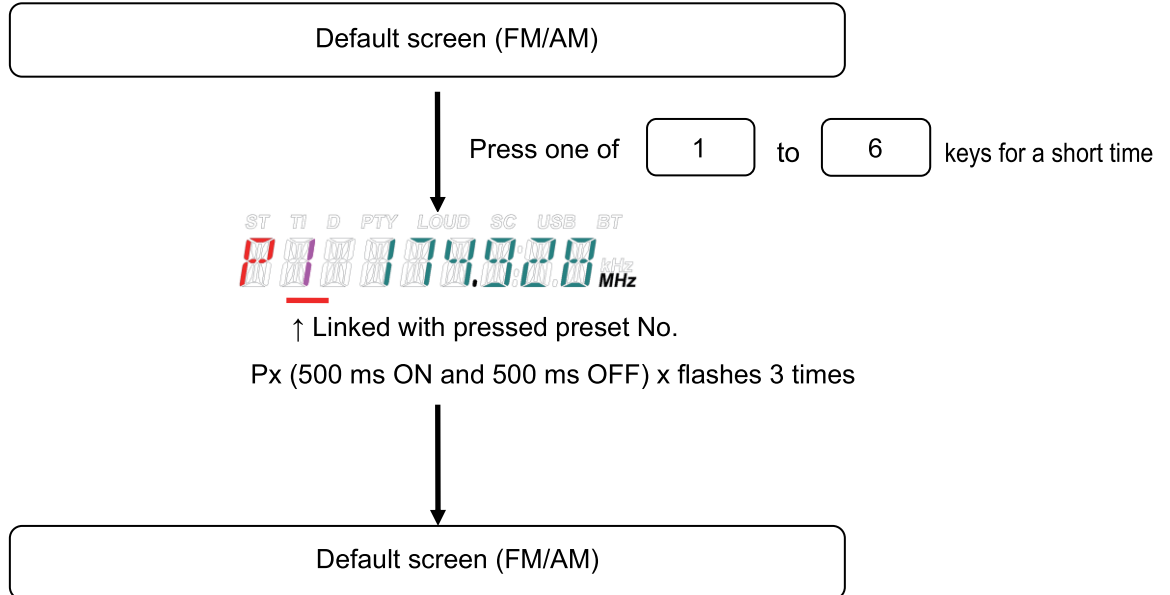 Default screen (FM/AM)
Press one of 1 to 6 keys for a short time
ST TI D PTY LOUD SC USB BT
P1 174.928 kHz
MHz
↑ Linked with pressed preset No.
Px (500 ms ON and 500 ms OFF) x flashes 3 times
Default screen (FM/AM)